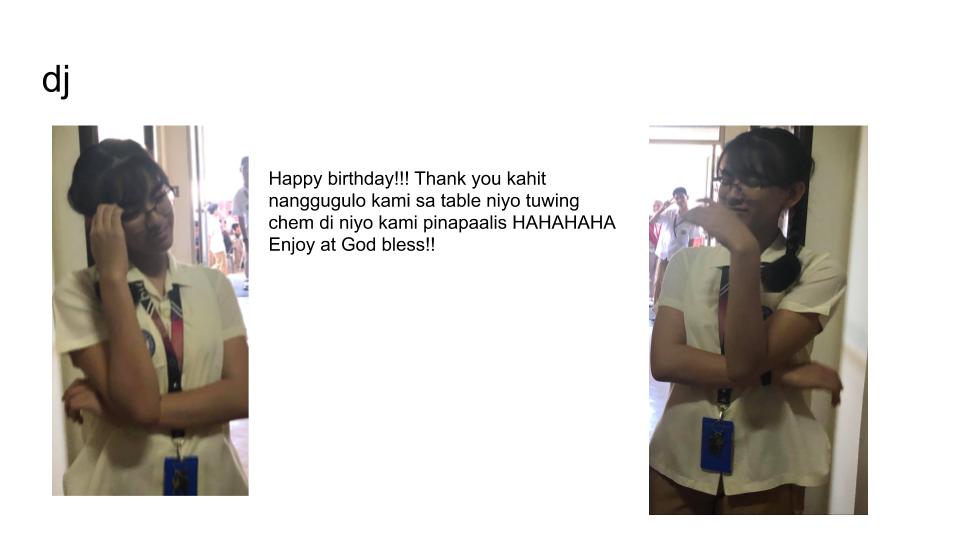 dj
Happy birthday!!! Thank you kahit
nanggugulo kami sa table niyo tuwing
chem di niyo kami pinapaalis HAHAHAHA
Enjoy at God bless!!